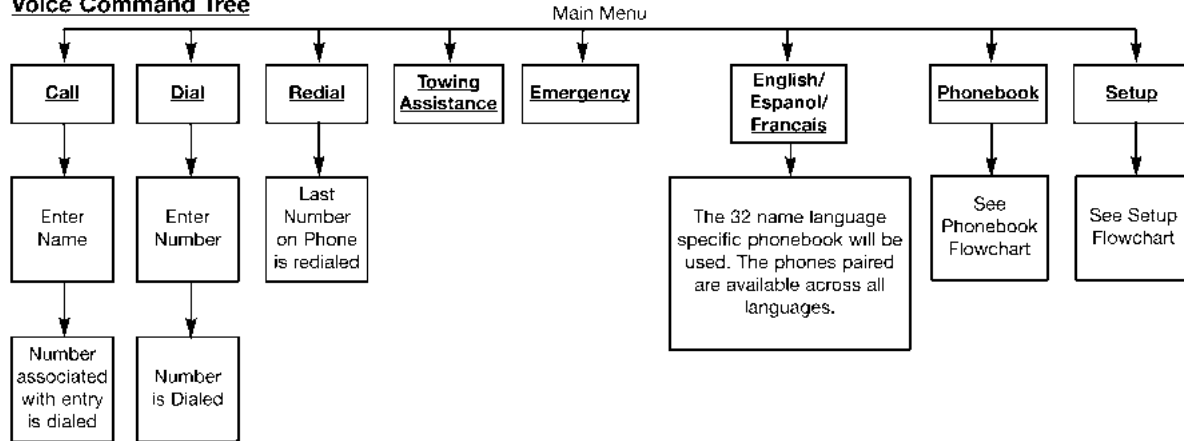 Voice Command Tree
Main Menu
Call
Dial
Redial
Towing
Assistance
Emergency
English/
Espanol/
Francais
Phonebook
Setup
Enter
Name
Enter
Number
Last
Number
on Phone
is redialed
The 32 name language
specific phonebook will be
used. The phones paired
are available across all
languages.
See
Phonebook
Flowchart
See Setup
Flowchart
Number
associated
with entry
is dialed
Number
is Dialed